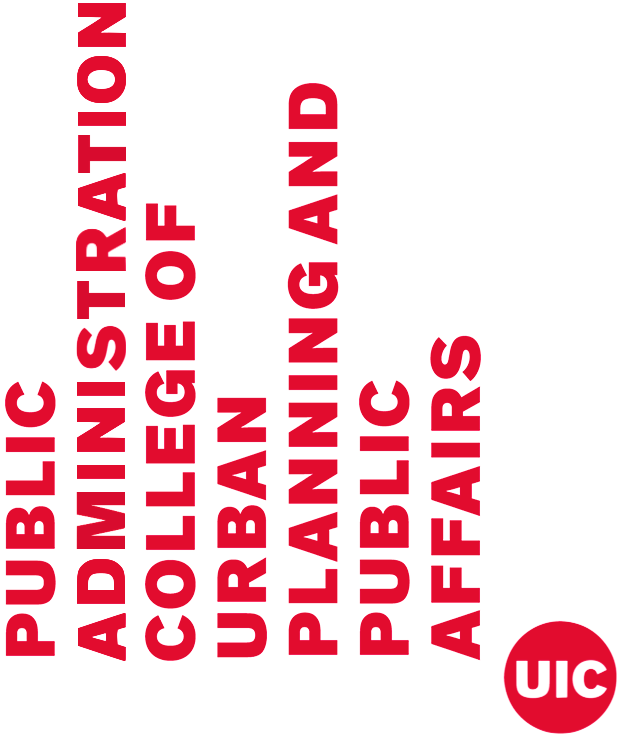 PUBLIC
ADMINISTRATION
COLLEGE OF
URBAN
PLANNING AND
PUBLIC
AFFAIRS
UIC